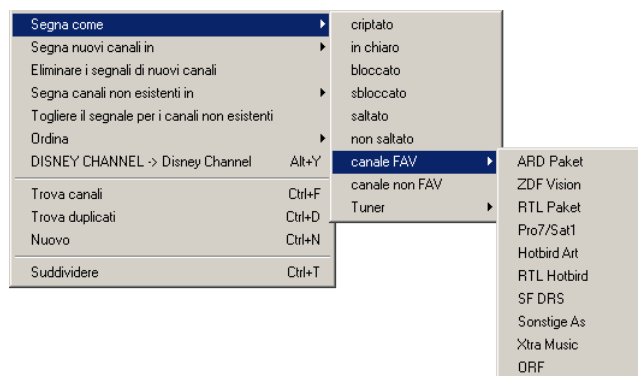 Segna come
Segna nuovi canali in
Eliminare i segnali di nuovi canali
Segna canali non esistenti in
Togliere il segnale per i canali non esistenti
Ordina
DISNEY CHANNEL -> Disney Channel Alt+Y
Trova canali Ctrl+F
Trova duplicati Ctrl+D
Nuovo Ctrl+N
Suddividere Ctrl+T
criptato
in chiaro
bloccato
sbloccato
saltato
non saltato
canale FAV
canale non FAV
Tuner
ARD Paket
ZDF Vision
RTL Paket
Pro7/Sat1
Hotbird Art
RTL Hotbird
SF DRS
Sonstige As
Xtra Music
ORF